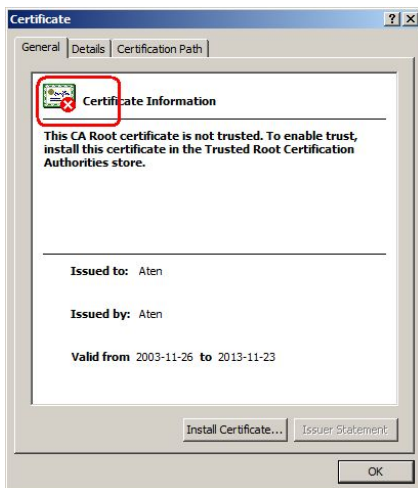 Certificate
General Details Certification Path
Certificate Information
This CA Root certificate is not trusted. To enable trust,
install this certificate in the Trusted Root Certification
Authorities store.
Issued to: Aten
Issued by: Aten
Valid from 2003-11-26 to 2013-11-23
Install Certificate... Issuer Statement
OK